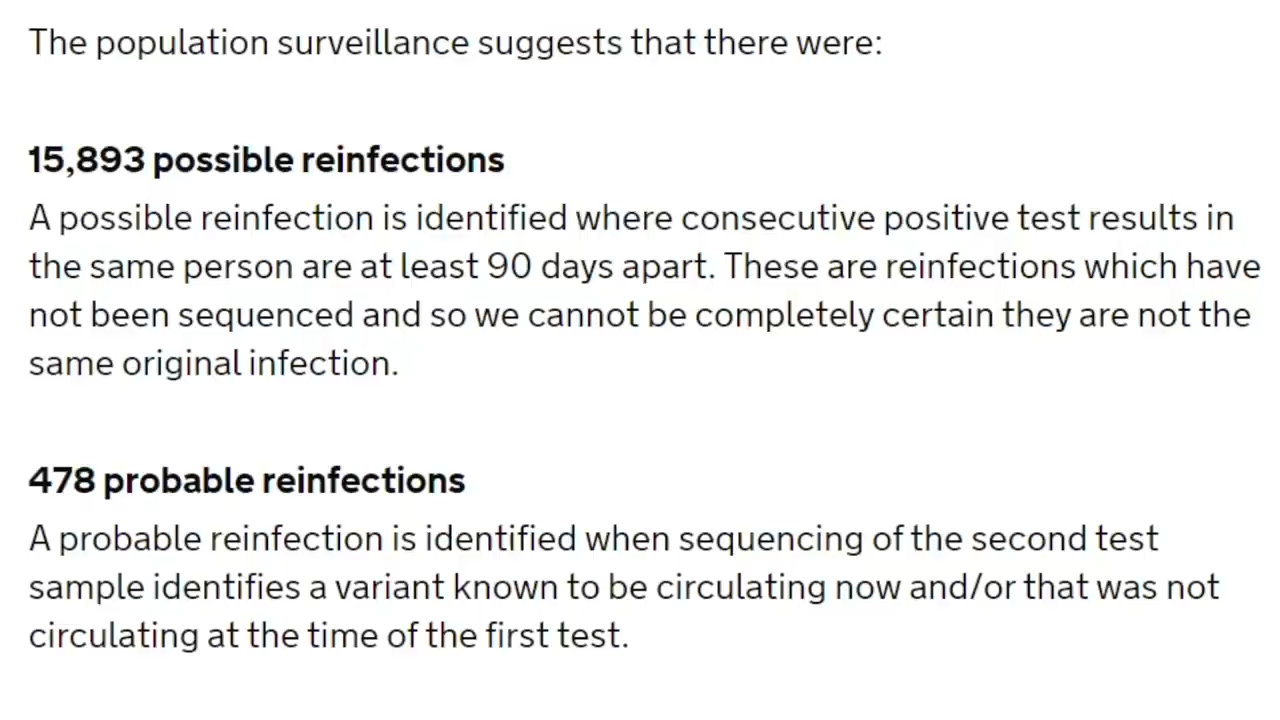 The population surveillance suggests that there were:
15,893 possible reinfections
A possible reinfection is identified where consecutive positive test results in
the same person are at least 90 days apart. These are reinfections which have
not been sequenced and so we cannot be completely certain they are not the
same original infection.
478 probable reinfections
A probable reinfection is identified when sequencing of the second test
sample identifies a variant known to be circulating now and/or that was not
circulating at the time of the first test.